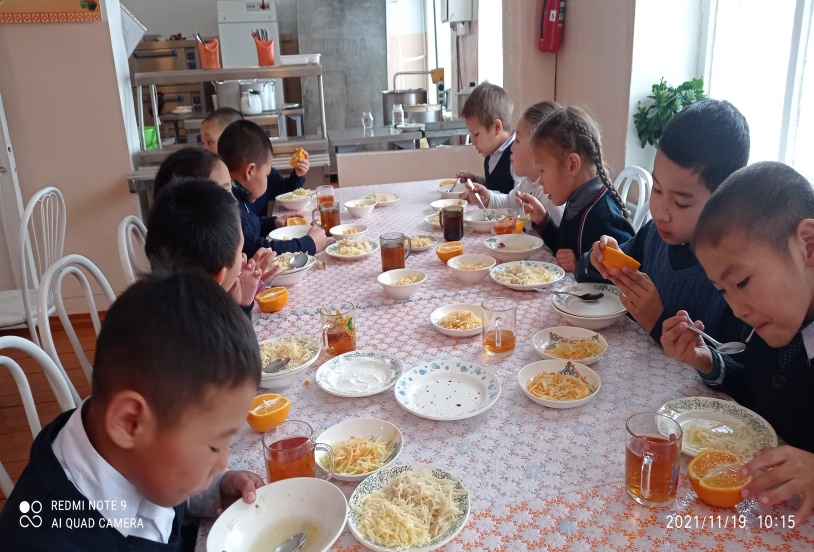 REDMI NOTE 9
AI QUAD CAMERA
2021/11/19 10:15